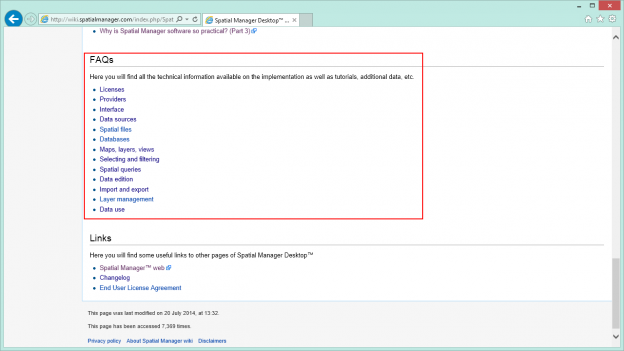 http://wiki.spatialmanager.com/index.php/Spat
Spatial Manager Desktop™ ...
Why is Spatial Manager software so practical? (Part 3)
FAQs
Here you will find all the technical information available on the implementation as well as tutorials, additional data, etc.
Licenses
Providers
Interface
Data sources
Spatial files
Databases
Maps, layers, views
Selecting and filtering
Spatial queries
Data edition
Import and export
Layer management
Data use
Links
Here you will find some useful links to other pages of Spatial Manager Desktop™
Spatial Manager™ web
Changelog
End User License Agreement
This page was last modified on 20 July 2014, at 13:32.
This page has been accessed 7,369 times.
Privacy policy About Spatial Manager wiki Disclaimers